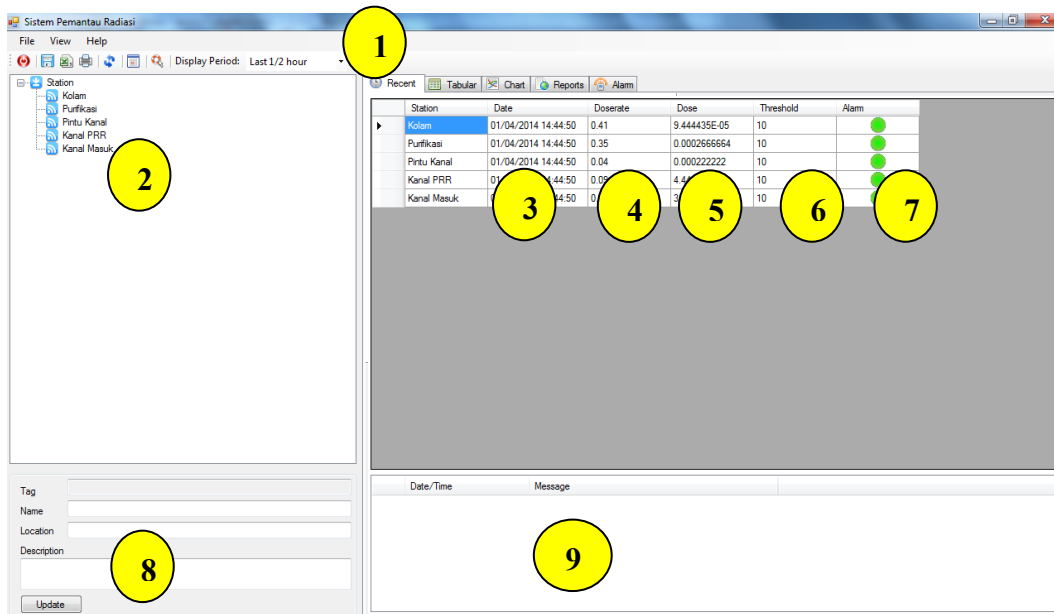 Sistem Pemantau Radiasi
File View Help
Display Period: Last 1/2 hour
1
Station
Kolam
Purifikasi
Pintu Kanal
Kanal PRR
Kanal Masuk
2
Recent Tabular Chart Reports Alarm
Station Date Doserate Dose Threshold Alarm
Kolam 01/04/2014 14:44:50 0.41 9.444435E-05 10
Purifikasi 01/04/2014 14:44:50 0.35 0.0002666664 10
Pintu Kanal 01/04/2014 14:44:50 0.04 0.000222222 10
Kanal PRR 10
Kanal Masuk 10
3 4 5 6 7
Tag
Name
Location
Description
8
Update
Date/Time Message
9